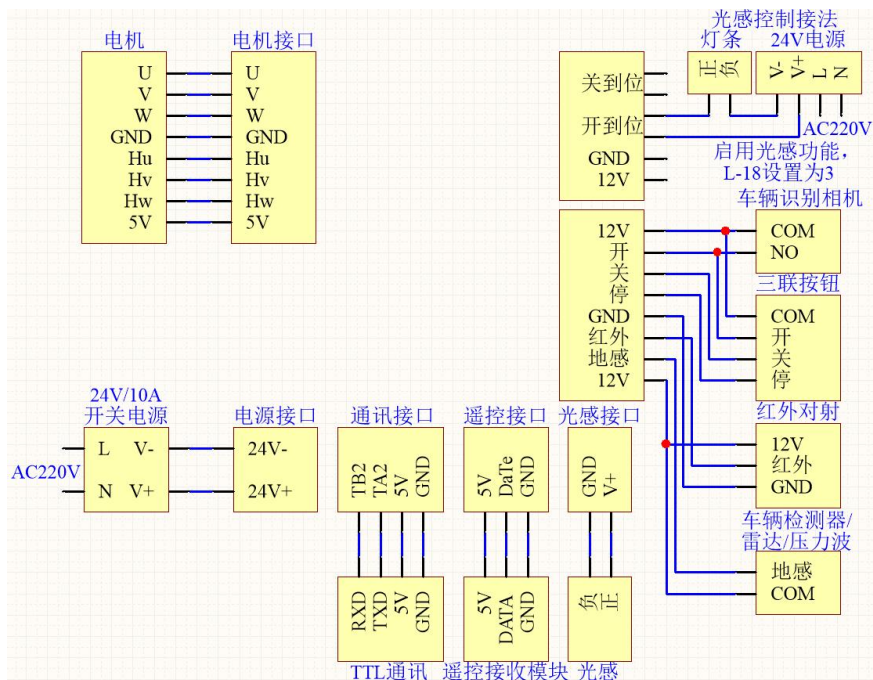 光感控制接法
电机
电机接口
灯条
24V电源
U
V
W
GND
Hu
Hv
Hw
5V
U
V
W
GND
Hu
Hv
Hw
5V
关到位
开到位
GND
12V
正
负
V-
V+
L
N
AC220V
启用光感功能，
L-18设置为3
车辆识别相机
12V
开
关
停
GND
红外
地感
12V
COM
NO
三联按钮
COM
开
关
停
红外对射
12V
红外
GND
车辆检测器/
雷达/压力波
地感
COM
24V/10A
开关电源
AC220V
L V-
N V+
电源接口
24V-
24V+
通讯接口
TB2
TA2
5V
GND
RXD
TXD
5V
GND
TTL通讯
遥控接口
5V
DaTe
GND
5V
DATA
GND
遥控接收模块
光感接口
GND
V+
负
正
光感